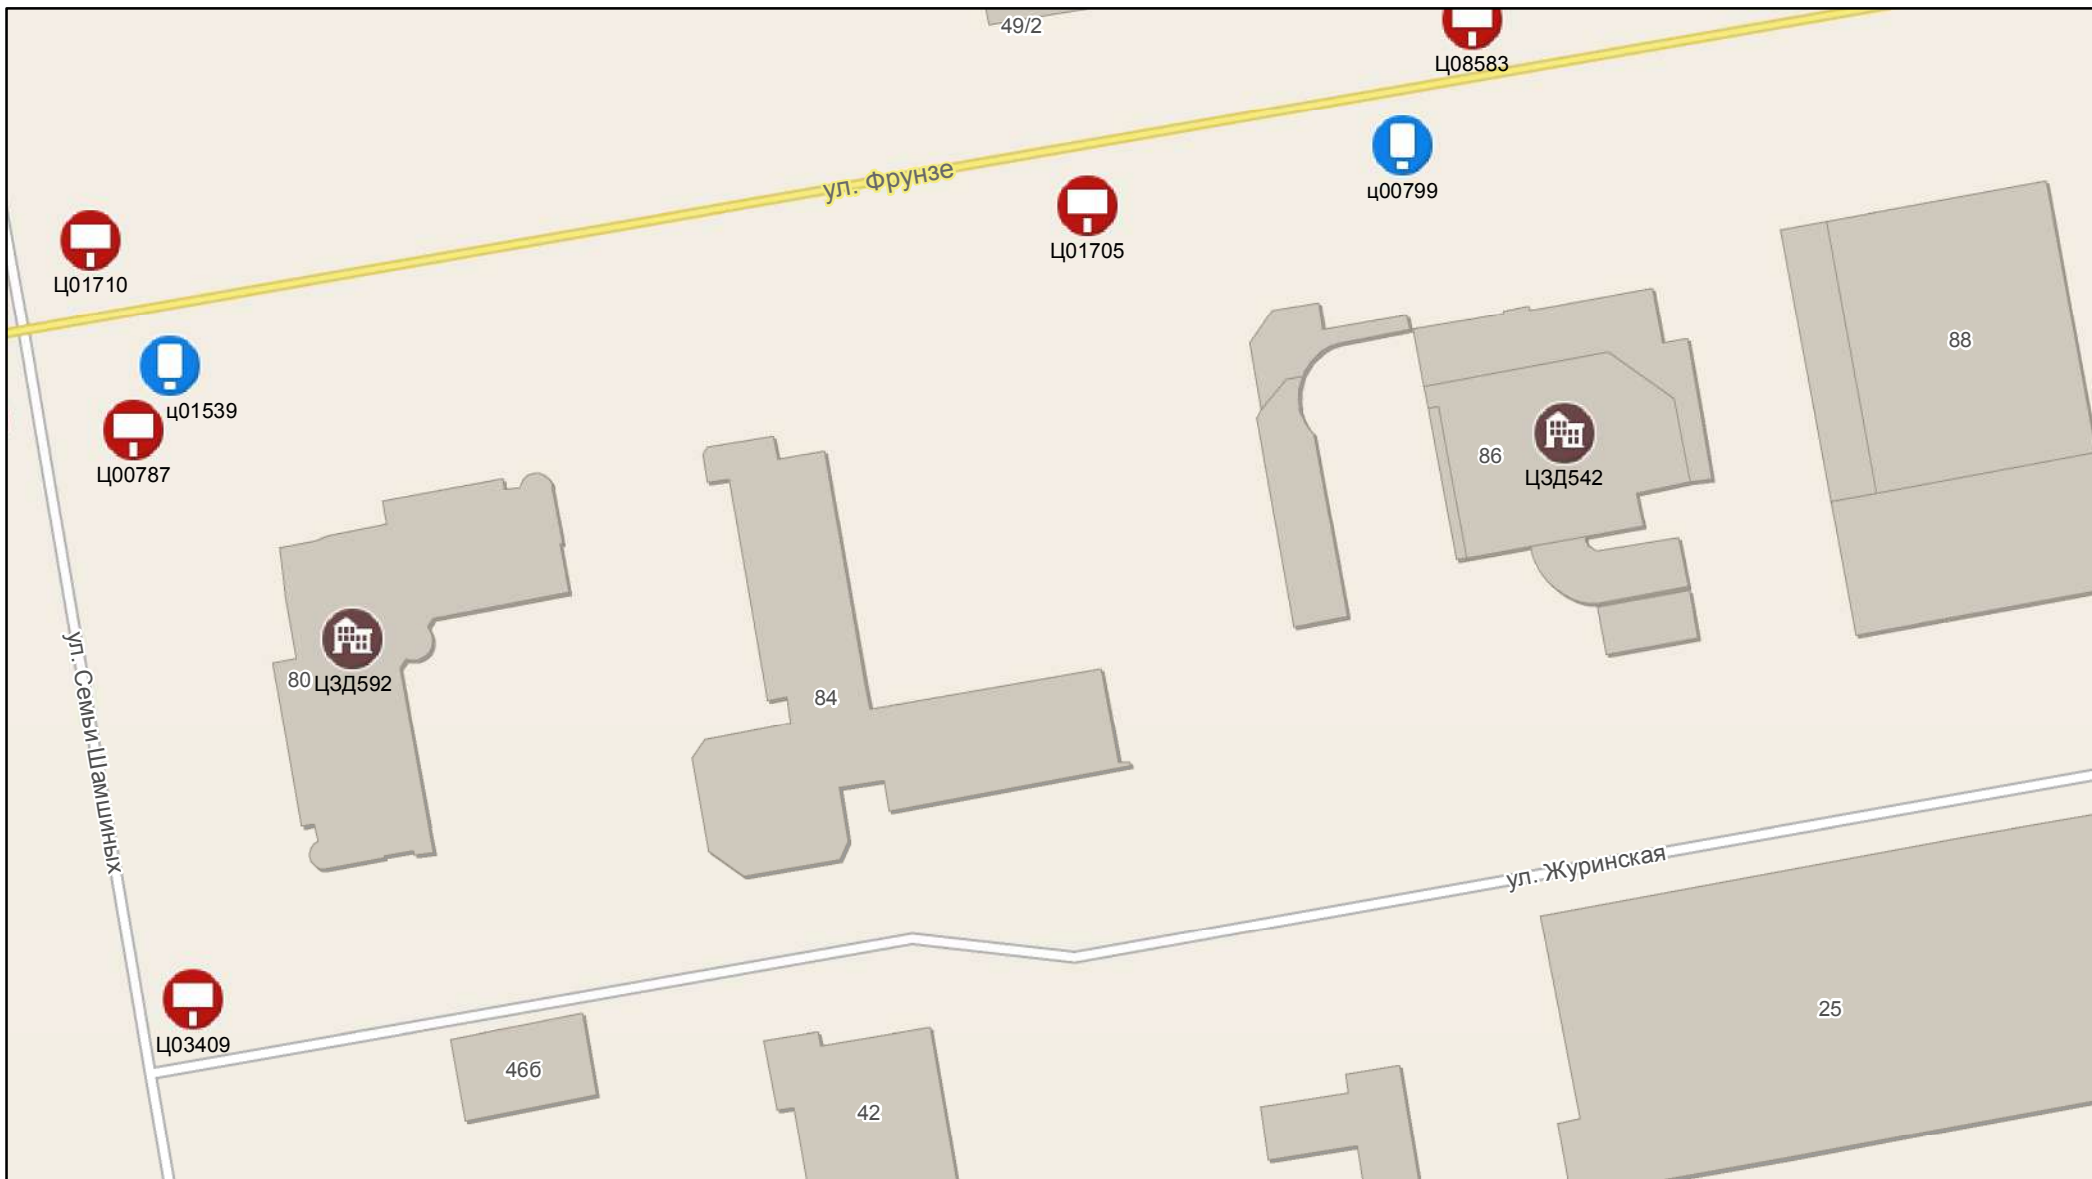 49/2
Ц08583
ул. Фрунзе
ц00799
Ц01705
Ц01710
ц01539
Ц00787
88
86
ЦЗД542
80
ЦЗД592
84
ул. Семьи Шамшиных
ул. Журинская
Ц03409
46б
42
25